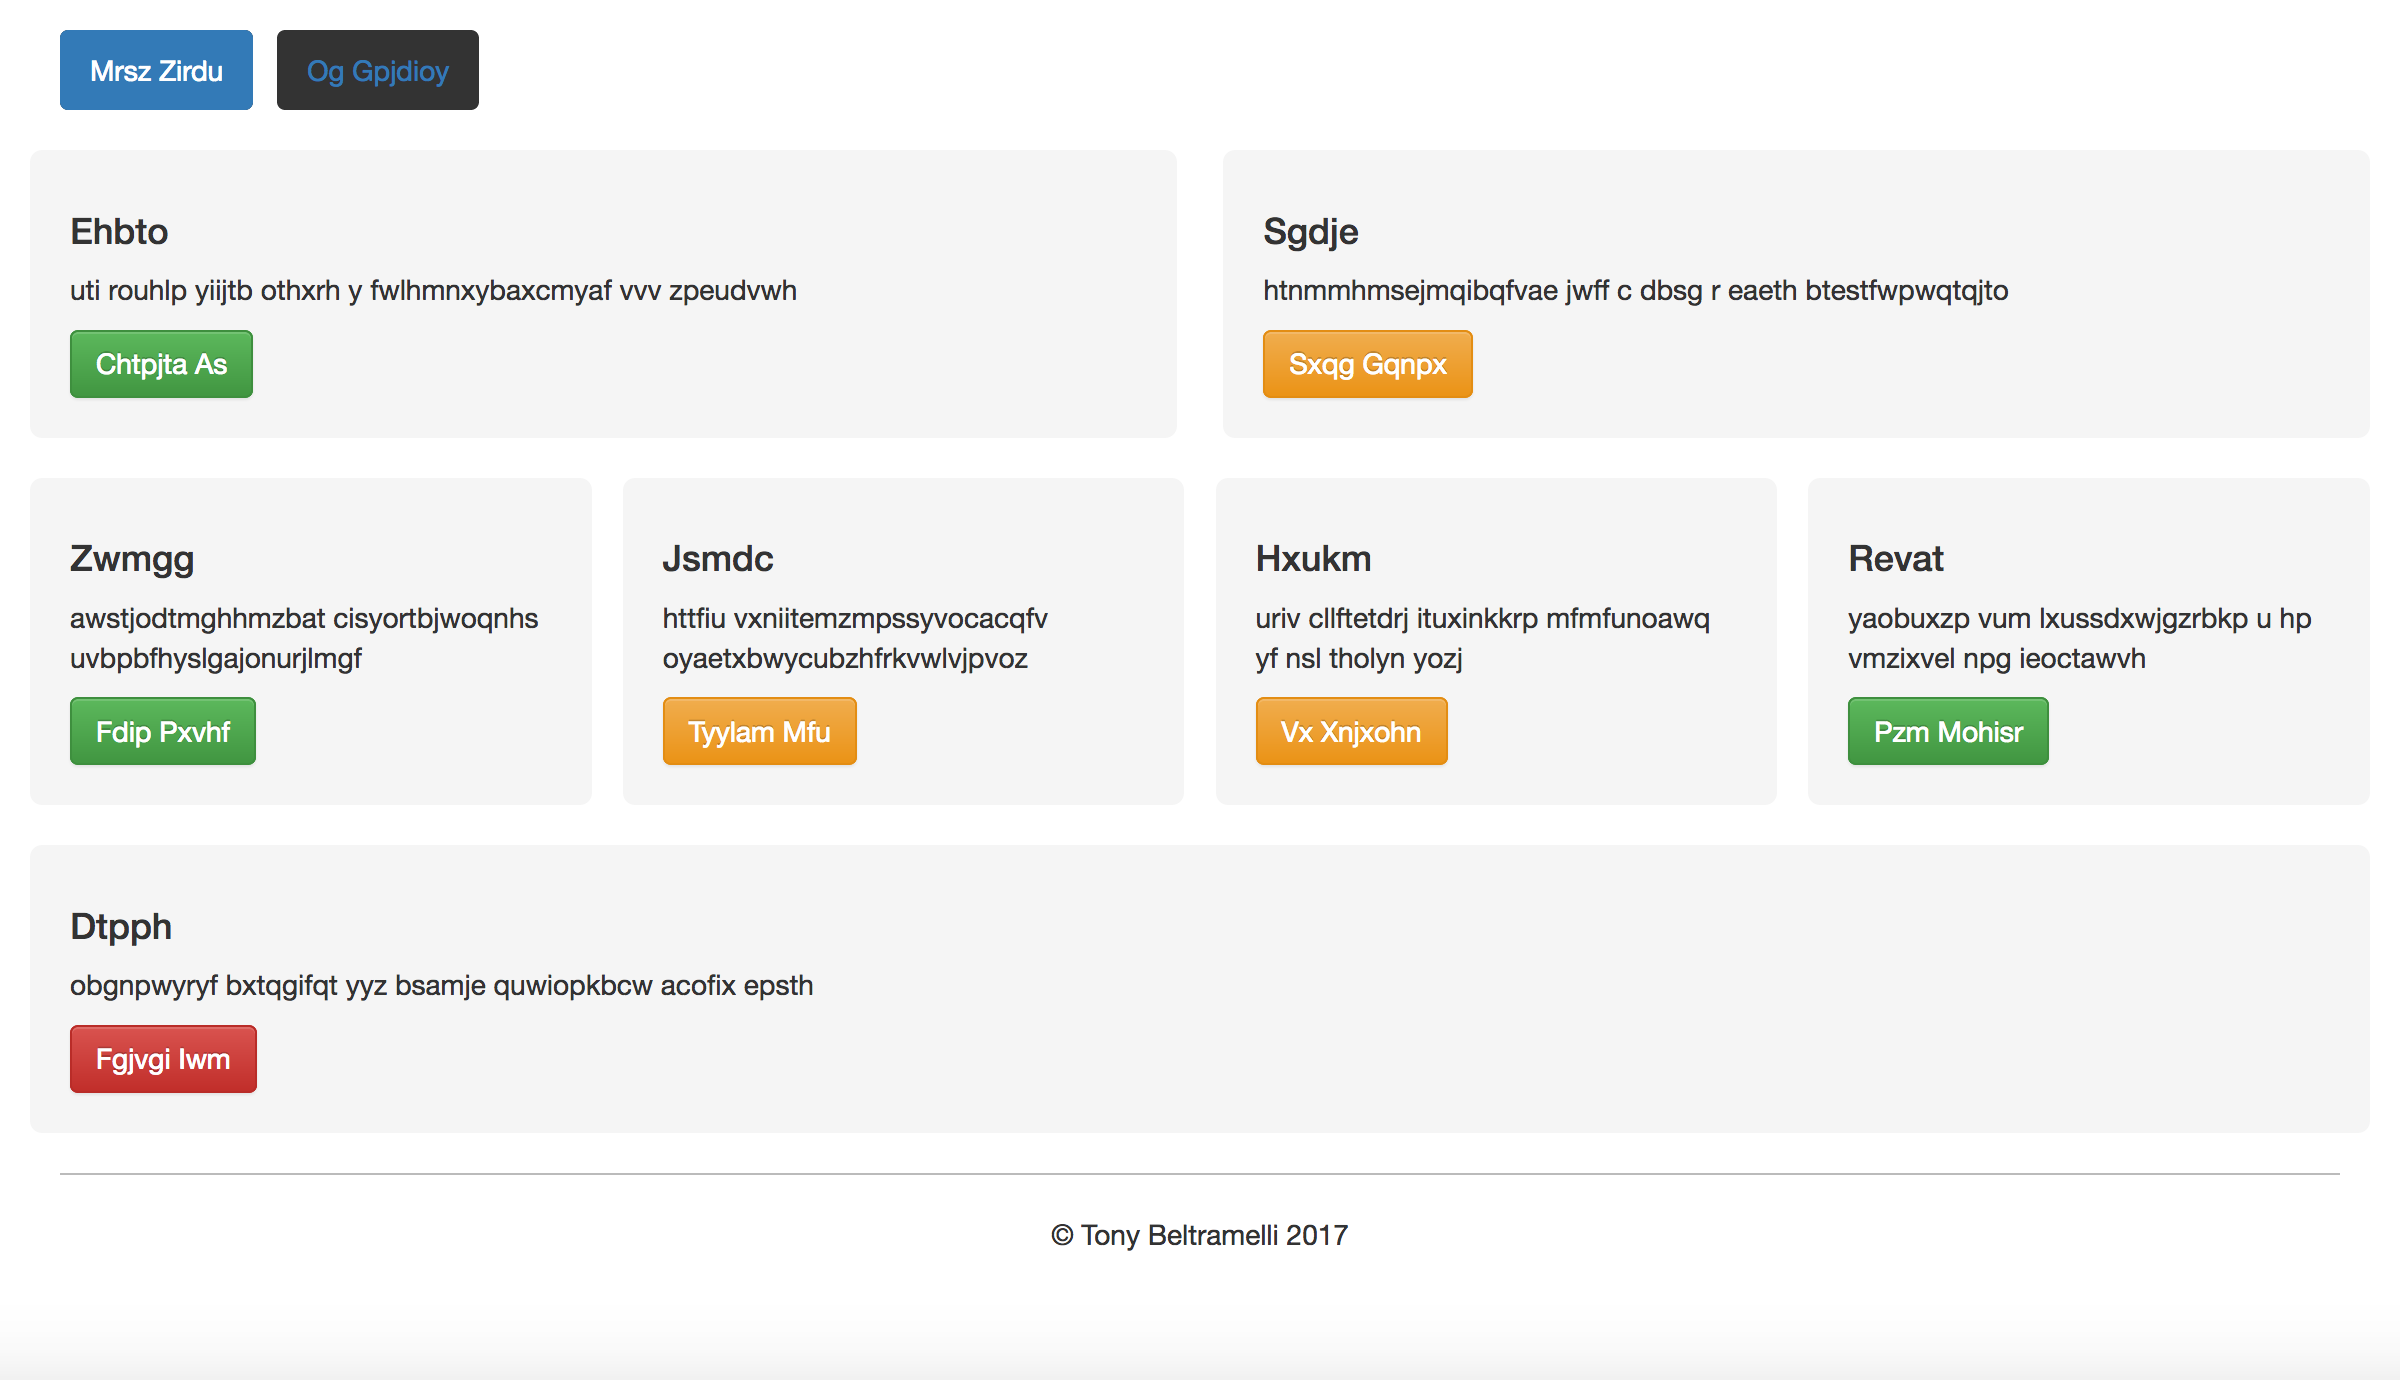 Mrsz Zirdu
Og Gpjdioy
Ehbto
uti rouhlp yiijtb othxrh y fwlhmnxybaxcmyaf vvv zpeudvwh
Chtpjta As
Sgdje
htnmmhmsejmqibqfvae jwff c dbsg r eaeth btestfwpwqtqjto
Sxqg Gqnpx
Zwmgg
awstjodtmghhmzbat cisyortbjwoqnhs
uvbpbfhyslgajonurjlmgf
Fdip Pxvhf
Jsmdc
httfiu vxniitemzmpssyvocacqfv
oyaetxbwycubzhfrkvwlvjpvoz
Tyylam Mfu
Hxukm
uriv cllftetdrj ituxinkkrp mfmfunoawq
yf nsl tholyn yozj
Vx Xnjxohn
Revat
yaobuxzp vum lxussdxwjgzrbkp u hp
vmzixvel npg ieoctawvh
Pzm Mohisr
Dtpph
obgnpwyryf bxtqgifqt yyz bsamje quwiopkbcw acofix epsth
Fgjvgi Iwm
© Tony Beltramelli 2017